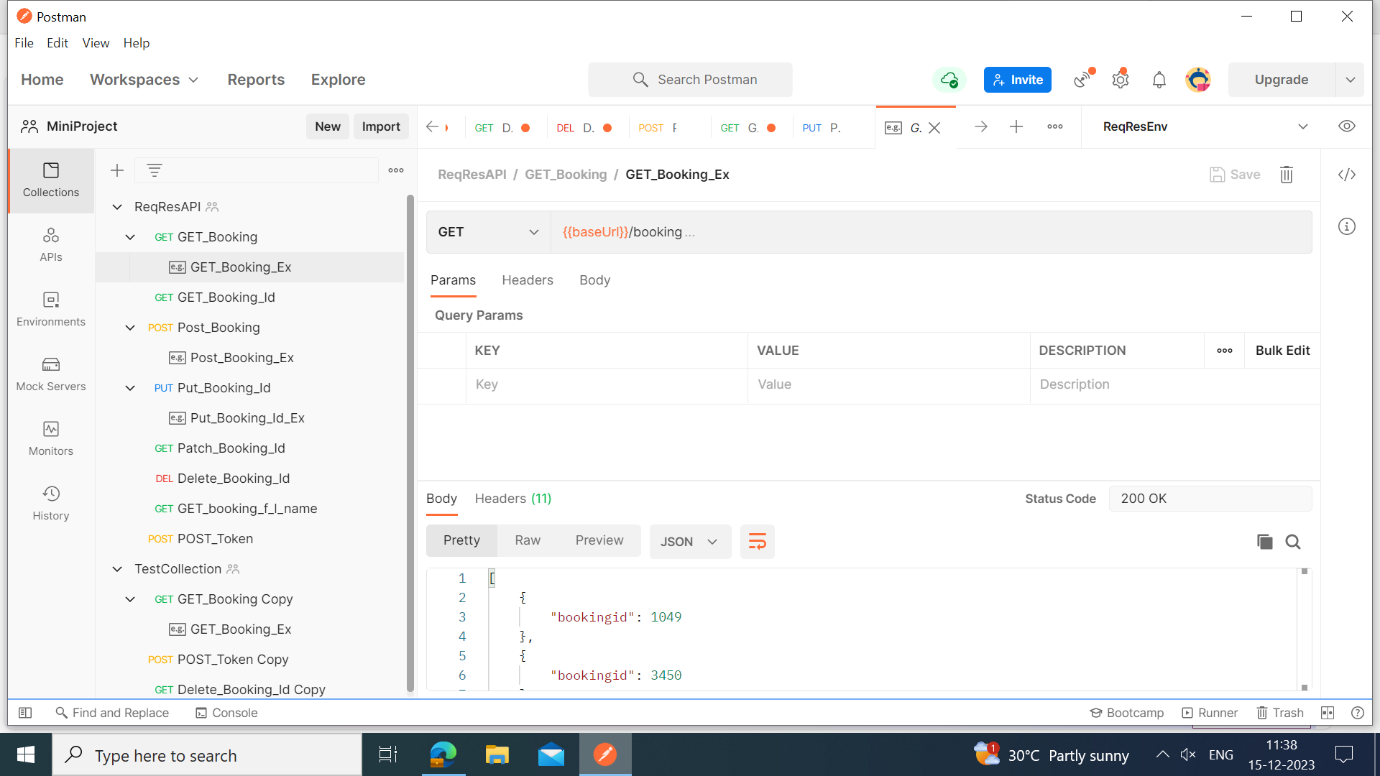 Postman
File Edit View Help
Home Workspaces Reports Explore Search Postman Invite Upgrade
MiniProject New Import GET D. DEL D. POST GET G. PUT P. e.g. G. ReqResEnv
Collections
APIs
Environments
Mock Servers
Monitors
History
ReqResAPI
GET GET_Booking
e.g. GET_Booking_Ex
GET GET_Booking_Id
POST Post_Booking
e.g. Post_Booking_Ex
PUT Put_Booking_Id
e.g. Put_Booking_Id_Ex
GET Patch_Booking_Id
DEL Delete_Booking_Id
GET GET_booking_f_l_name
POST POST_Token
TestCollection
GET GET_Booking Copy
e.g. GET_Booking_Ex
POST POST_Token Copy
GET Delete_Booking_Id Copy
ReqResAPI / GET_Booking / GET_Booking_Ex Save
GET {{baseUrl}}/booking ...
Params Headers Body
Query Params
KEY VALUE DESCRIPTION Bulk Edit
Key Value Description
Body Headers (11) Status Code 200 OK
Pretty Raw Preview JSON
1 [
2 {
3 "bookingid": 1049
4 },
5 {
6 "bookingid": 3450
Find and Replace Console Bootcamp Runner Trash
Type here to search 1 30°C Partly sunny ENG 11:38
15-12-2023